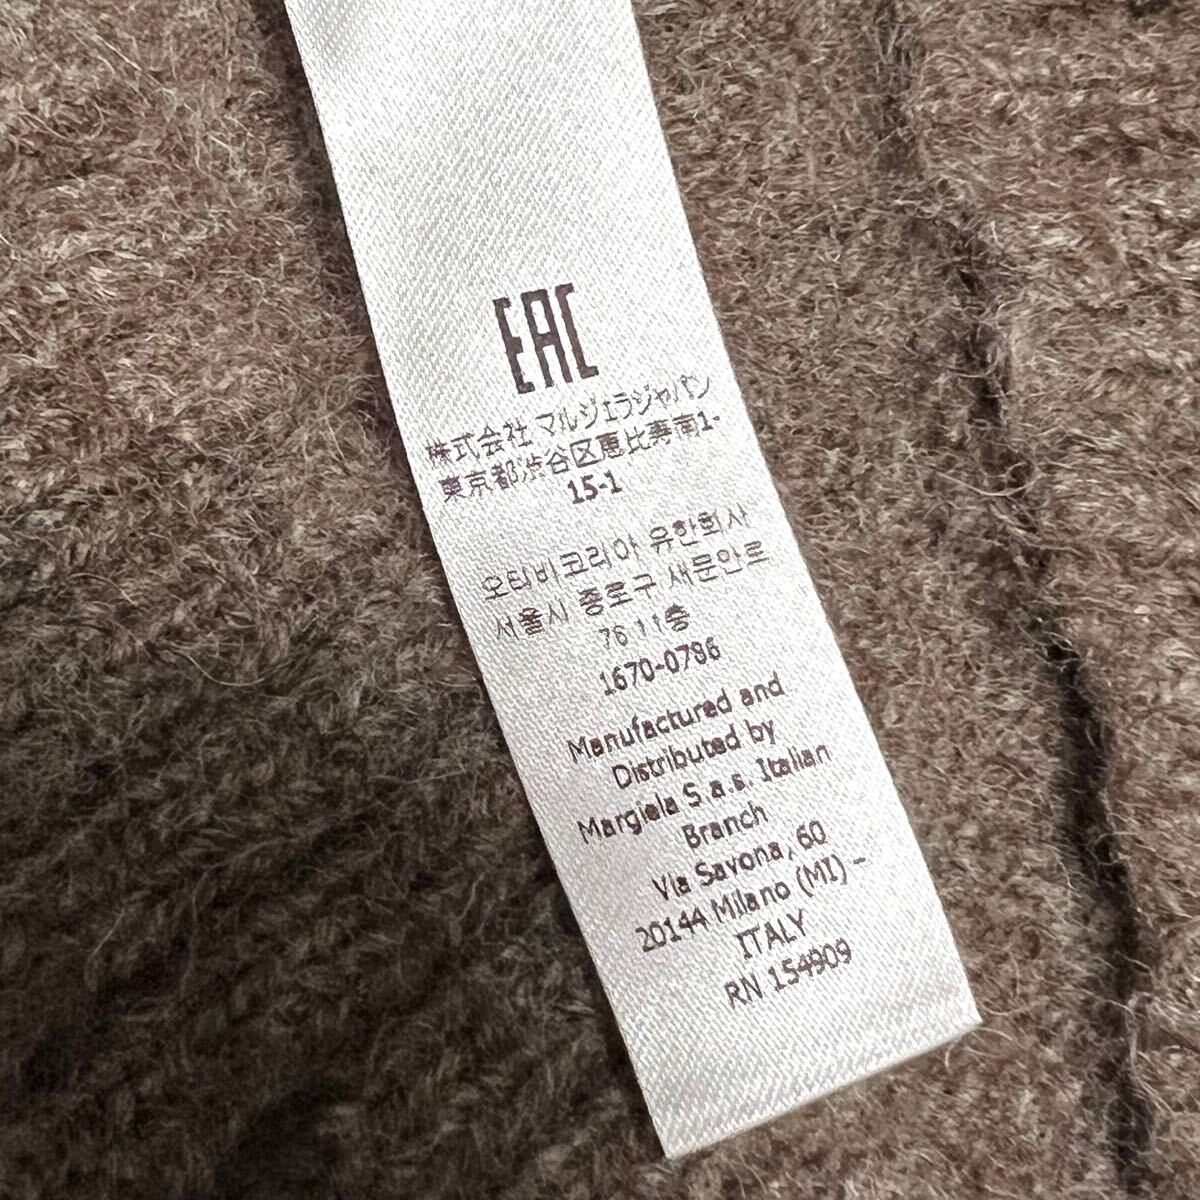 EAC
株式会社 マルジェラジャパン
東京都渋谷区恵比寿南1-
15-1
오티비코리아 유한회사
서울시 종로구 새문안로
76 11층
1670-0786
Manufactured and
Distributed by
Margiela S.a.s. Italian
Branch
Via Savona, 60
20144 Milano (MI) –
ITALY
RN 154909